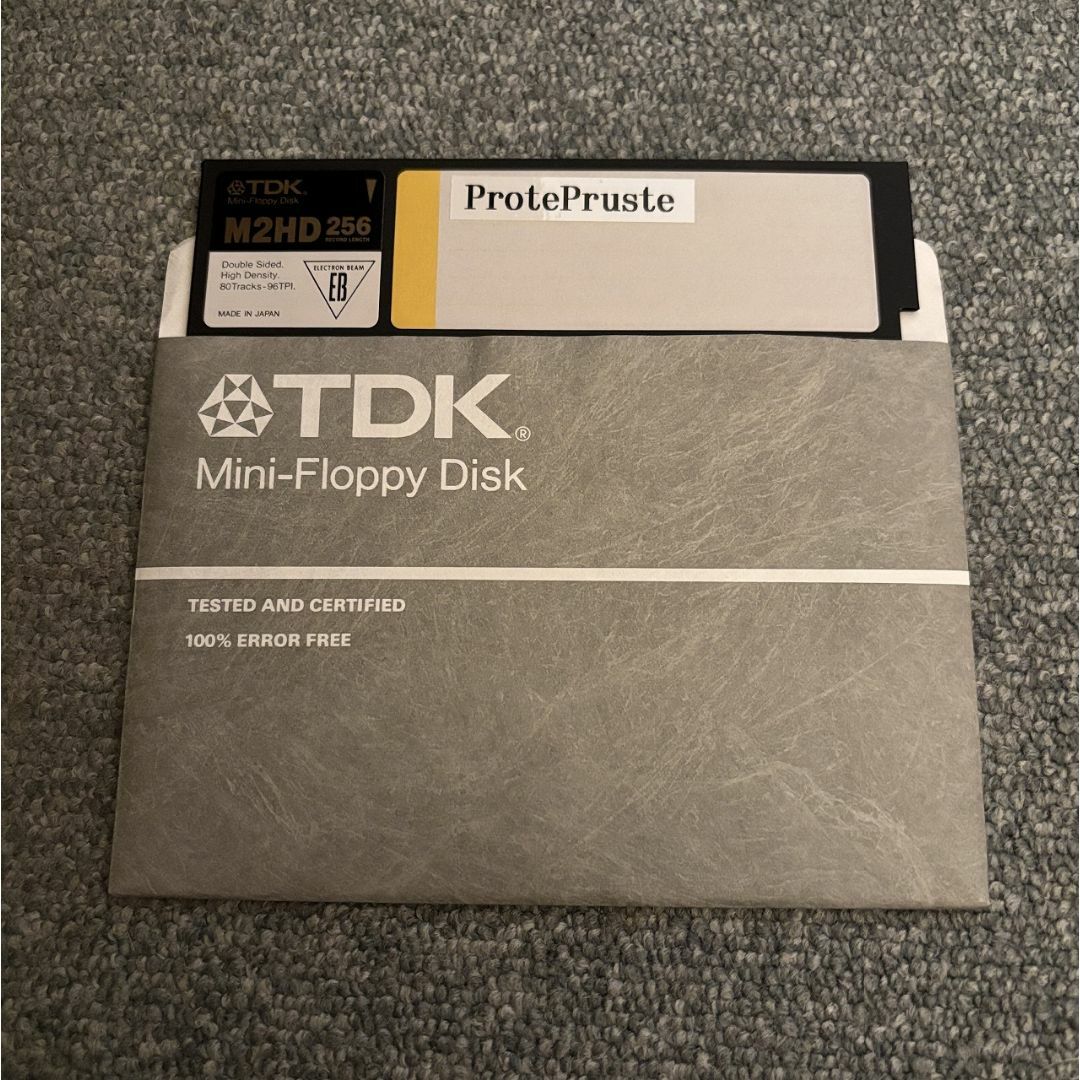 TDK®
Mini-Floppy Disk
M2HD 256
RECORD LENGTH
Double Sided.
High Density.
80Tracks-96TPI.
MADE IN JAPAN
ELECTRON BEAM
EB
ProtePruste
TDK®
Mini-Floppy Disk
TESTED AND CERTIFIED
100% ERROR FREE